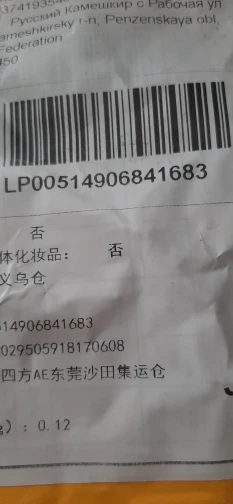 Русский Камешкир с Рабочая ул
ameshkirsky r-n, Penzenskaya obl,
Federation
450
LP00514906841683
否
体化妆品： 否
义乌仓
514906841683
029505918170608
四方AE东莞沙田集运仓
g）：0.12